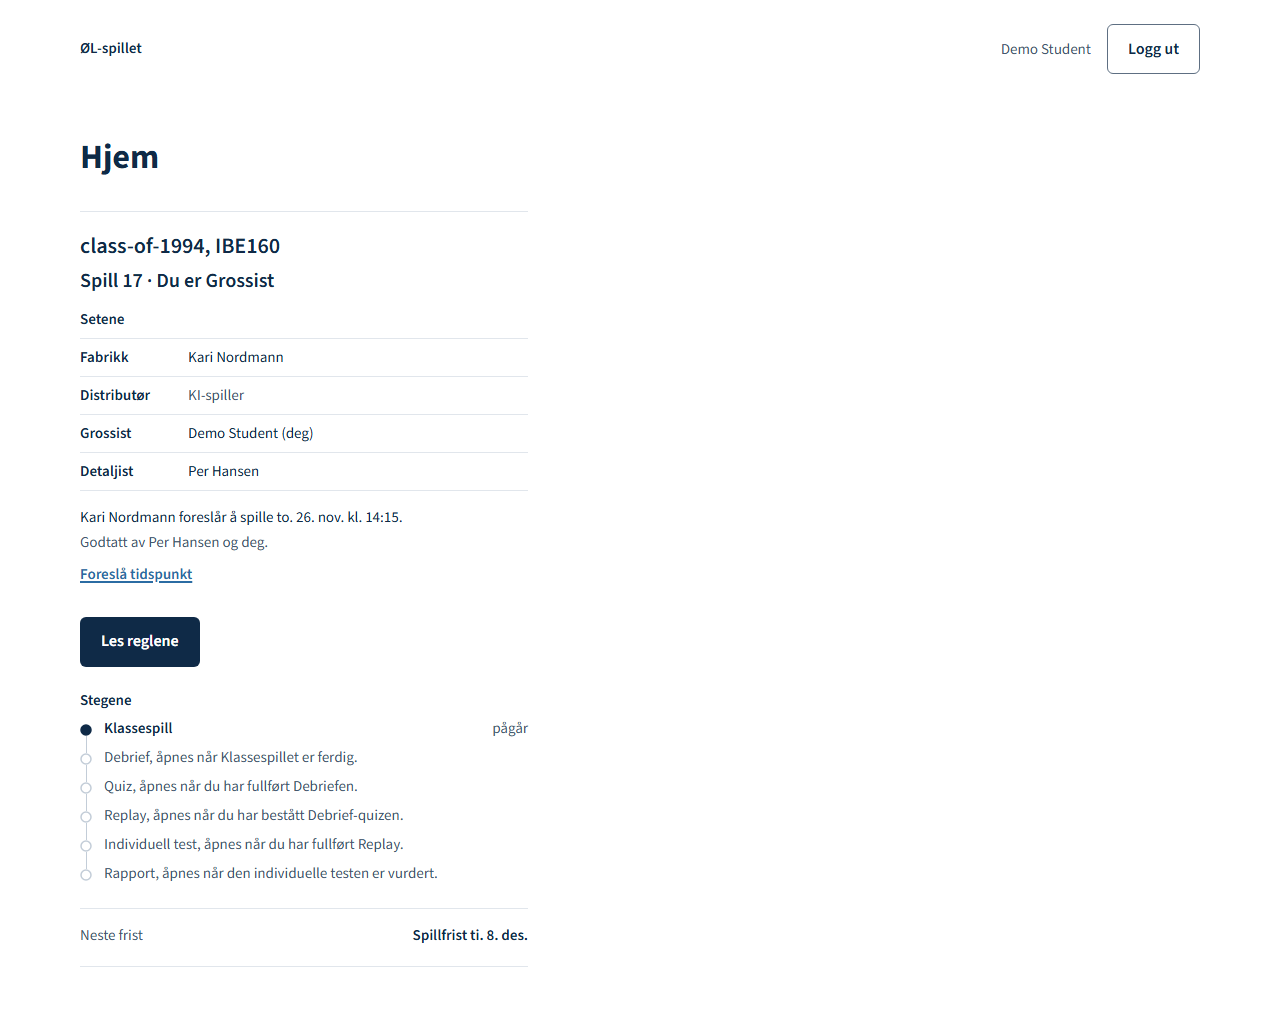 ØL-spillet
Demo Student
Logg ut
Hjem
class-of-1994, IBE160
Spill 17 · Du er Grossist
Setene
Fabrikk Kari Nordmann
Distributør KI-spiller
Grossist Demo Student (deg)
Detaljist Per Hansen
Kari Nordmann foreslår å spille to. 26. nov. kl. 14:15.
Godtatt av Per Hansen og deg.
Foreslå tidspunkt
Les reglene
Stegene
Klassespill pågår
Debrief, åpnes når Klassespillet er ferdig.
Quiz, åpnes når du har fullført Debriefen.
Replay, åpnes når du har bestått Debrief-quizen.
Individuell test, åpnes når du har fullført Replay.
Rapport, åpnes når den individuelle testen er vurdert.
Neste frist Spillfrist ti. 8. des.